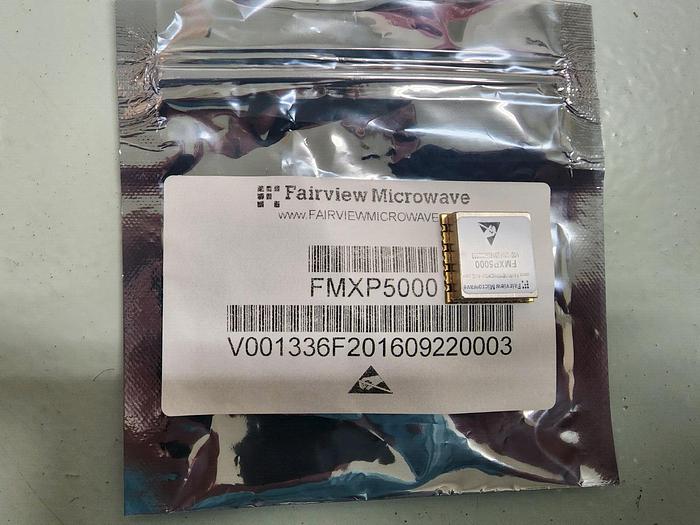 Fairview Microwave
www.FAIRVIEWMICROWAVE
FMXP5000
V001336F201609220003
Fairview Microwave
FMXP5000